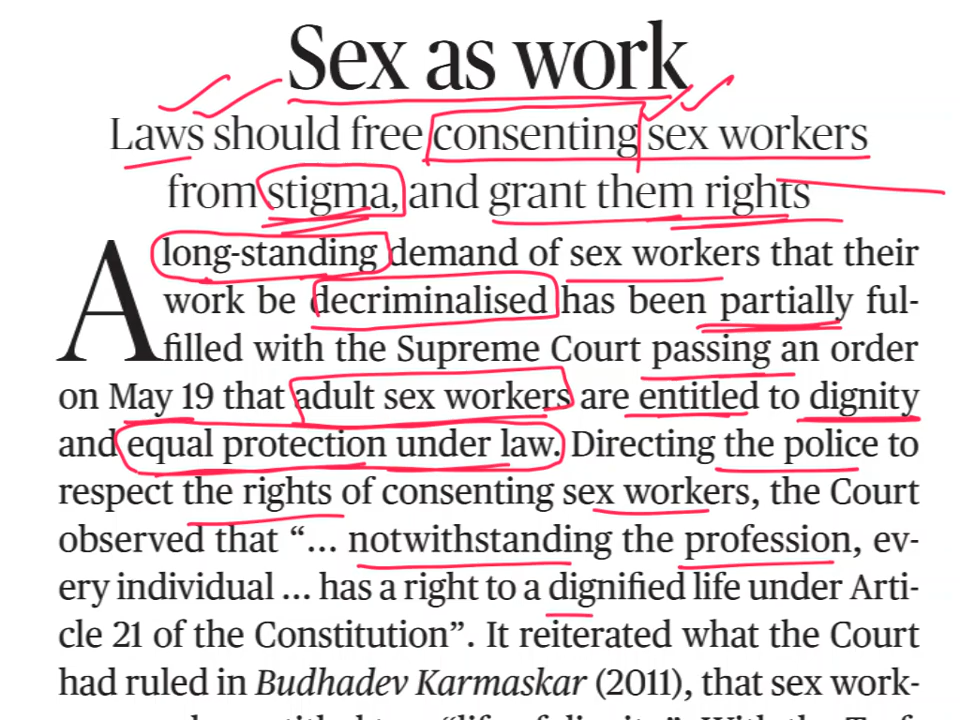 Sex as work
Laws should free consenting sex workers
from stigma, and grant them rights
A long-standing demand of sex workers that their
work be decriminalised has been partially ful-
filled with the Supreme Court passing an order
on May 19 that adult sex workers are entitled to dignity
and equal protection under law. Directing the police to
respect the rights of consenting sex workers, the Court
observed that “... notwithstanding the profession, ev-
ery individual ... has a right to a dignified life under Arti-
cle 21 of the Constitution”. It reiterated what the Court
had ruled in Budhadev Karmaskar (2011), that sex work-